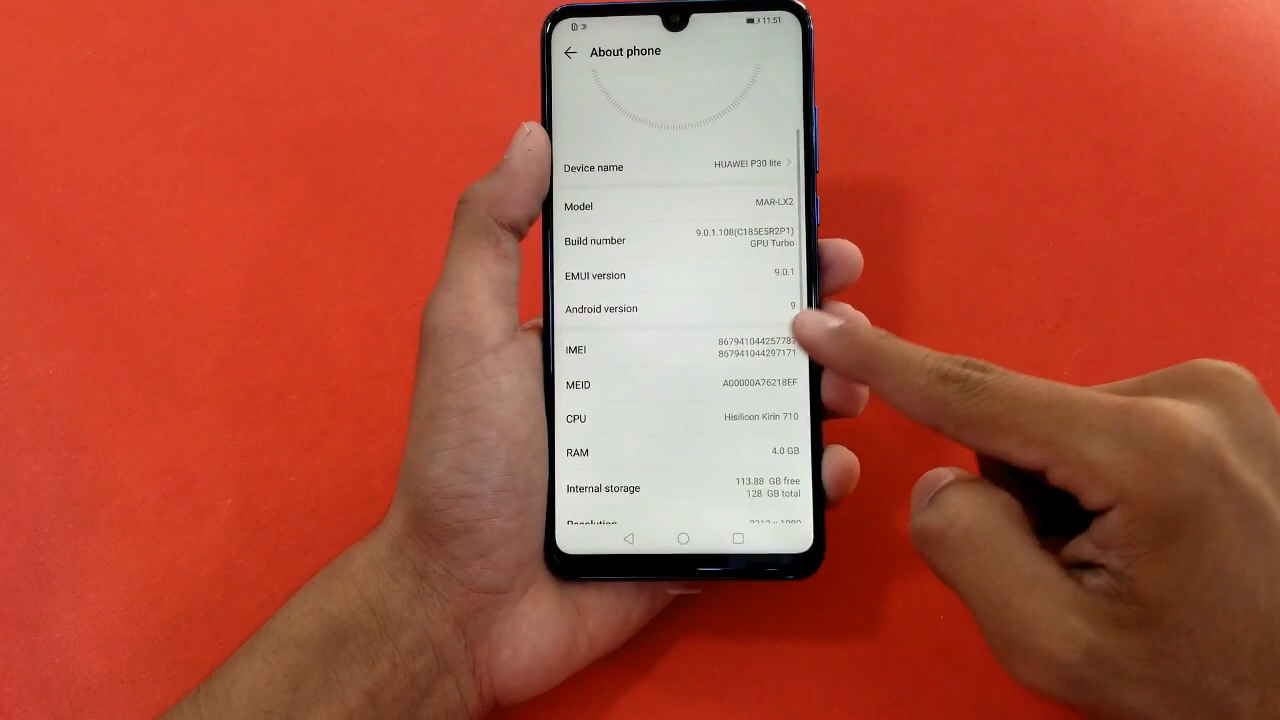 11:51
About phone
Device name HUAWEI P30 lite
Model MAR-LX2
Build number 9.0.1.108(C185E5R2P1)
GPU Turbo
EMUI version 9.0.1
Android version 9
IMEI 867941044257787
867941044297171
MEID A00000A76218EF
CPU Hisilicon Kirin 710
RAM 4.0 GB
Internal storage 113.88 GB free
128 GB total
Resolution